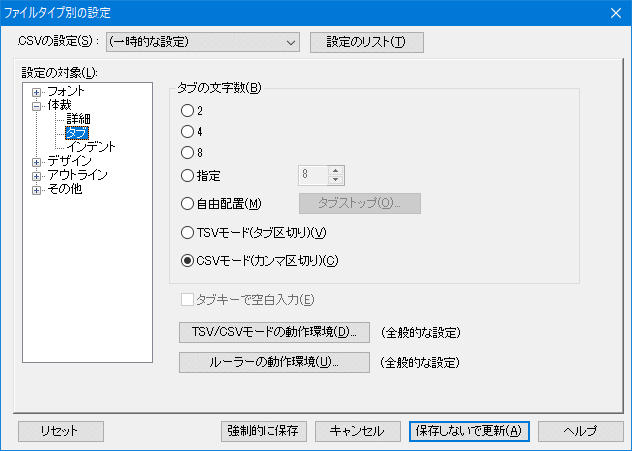 ファイルタイプ別の設定
.CSVの設定(S): (一時的な設定) 設定のリスト(T)
設定の対象(L):
フォント
体裁
詳細
タブ
インデント
デザイン
アウトライン
その他
タブの文字数(B)
2
4
8
指定 8
自由配置(M) タブストップ(O)...
TSVモード(タブ区切り)(V)
CSVモード(カンマ区切り)(C)
タブキーで空白入力(E)
TSV/CSVモードの動作環境(D)... (全般的な設定)
ルーラーの動作環境(U)... (全般的な設定)
リセット 強制的に保存 キャンセル 保存しないで更新(A) ヘルプ